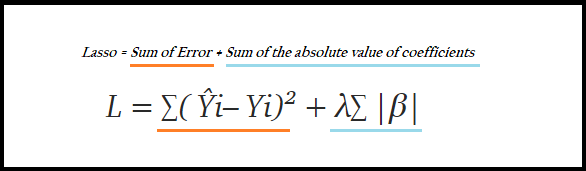 Lasso = Sum of Error + Sum of the absolute value of coefficients
L = ∑( Ŷi– Yi)² + λ∑ |β|